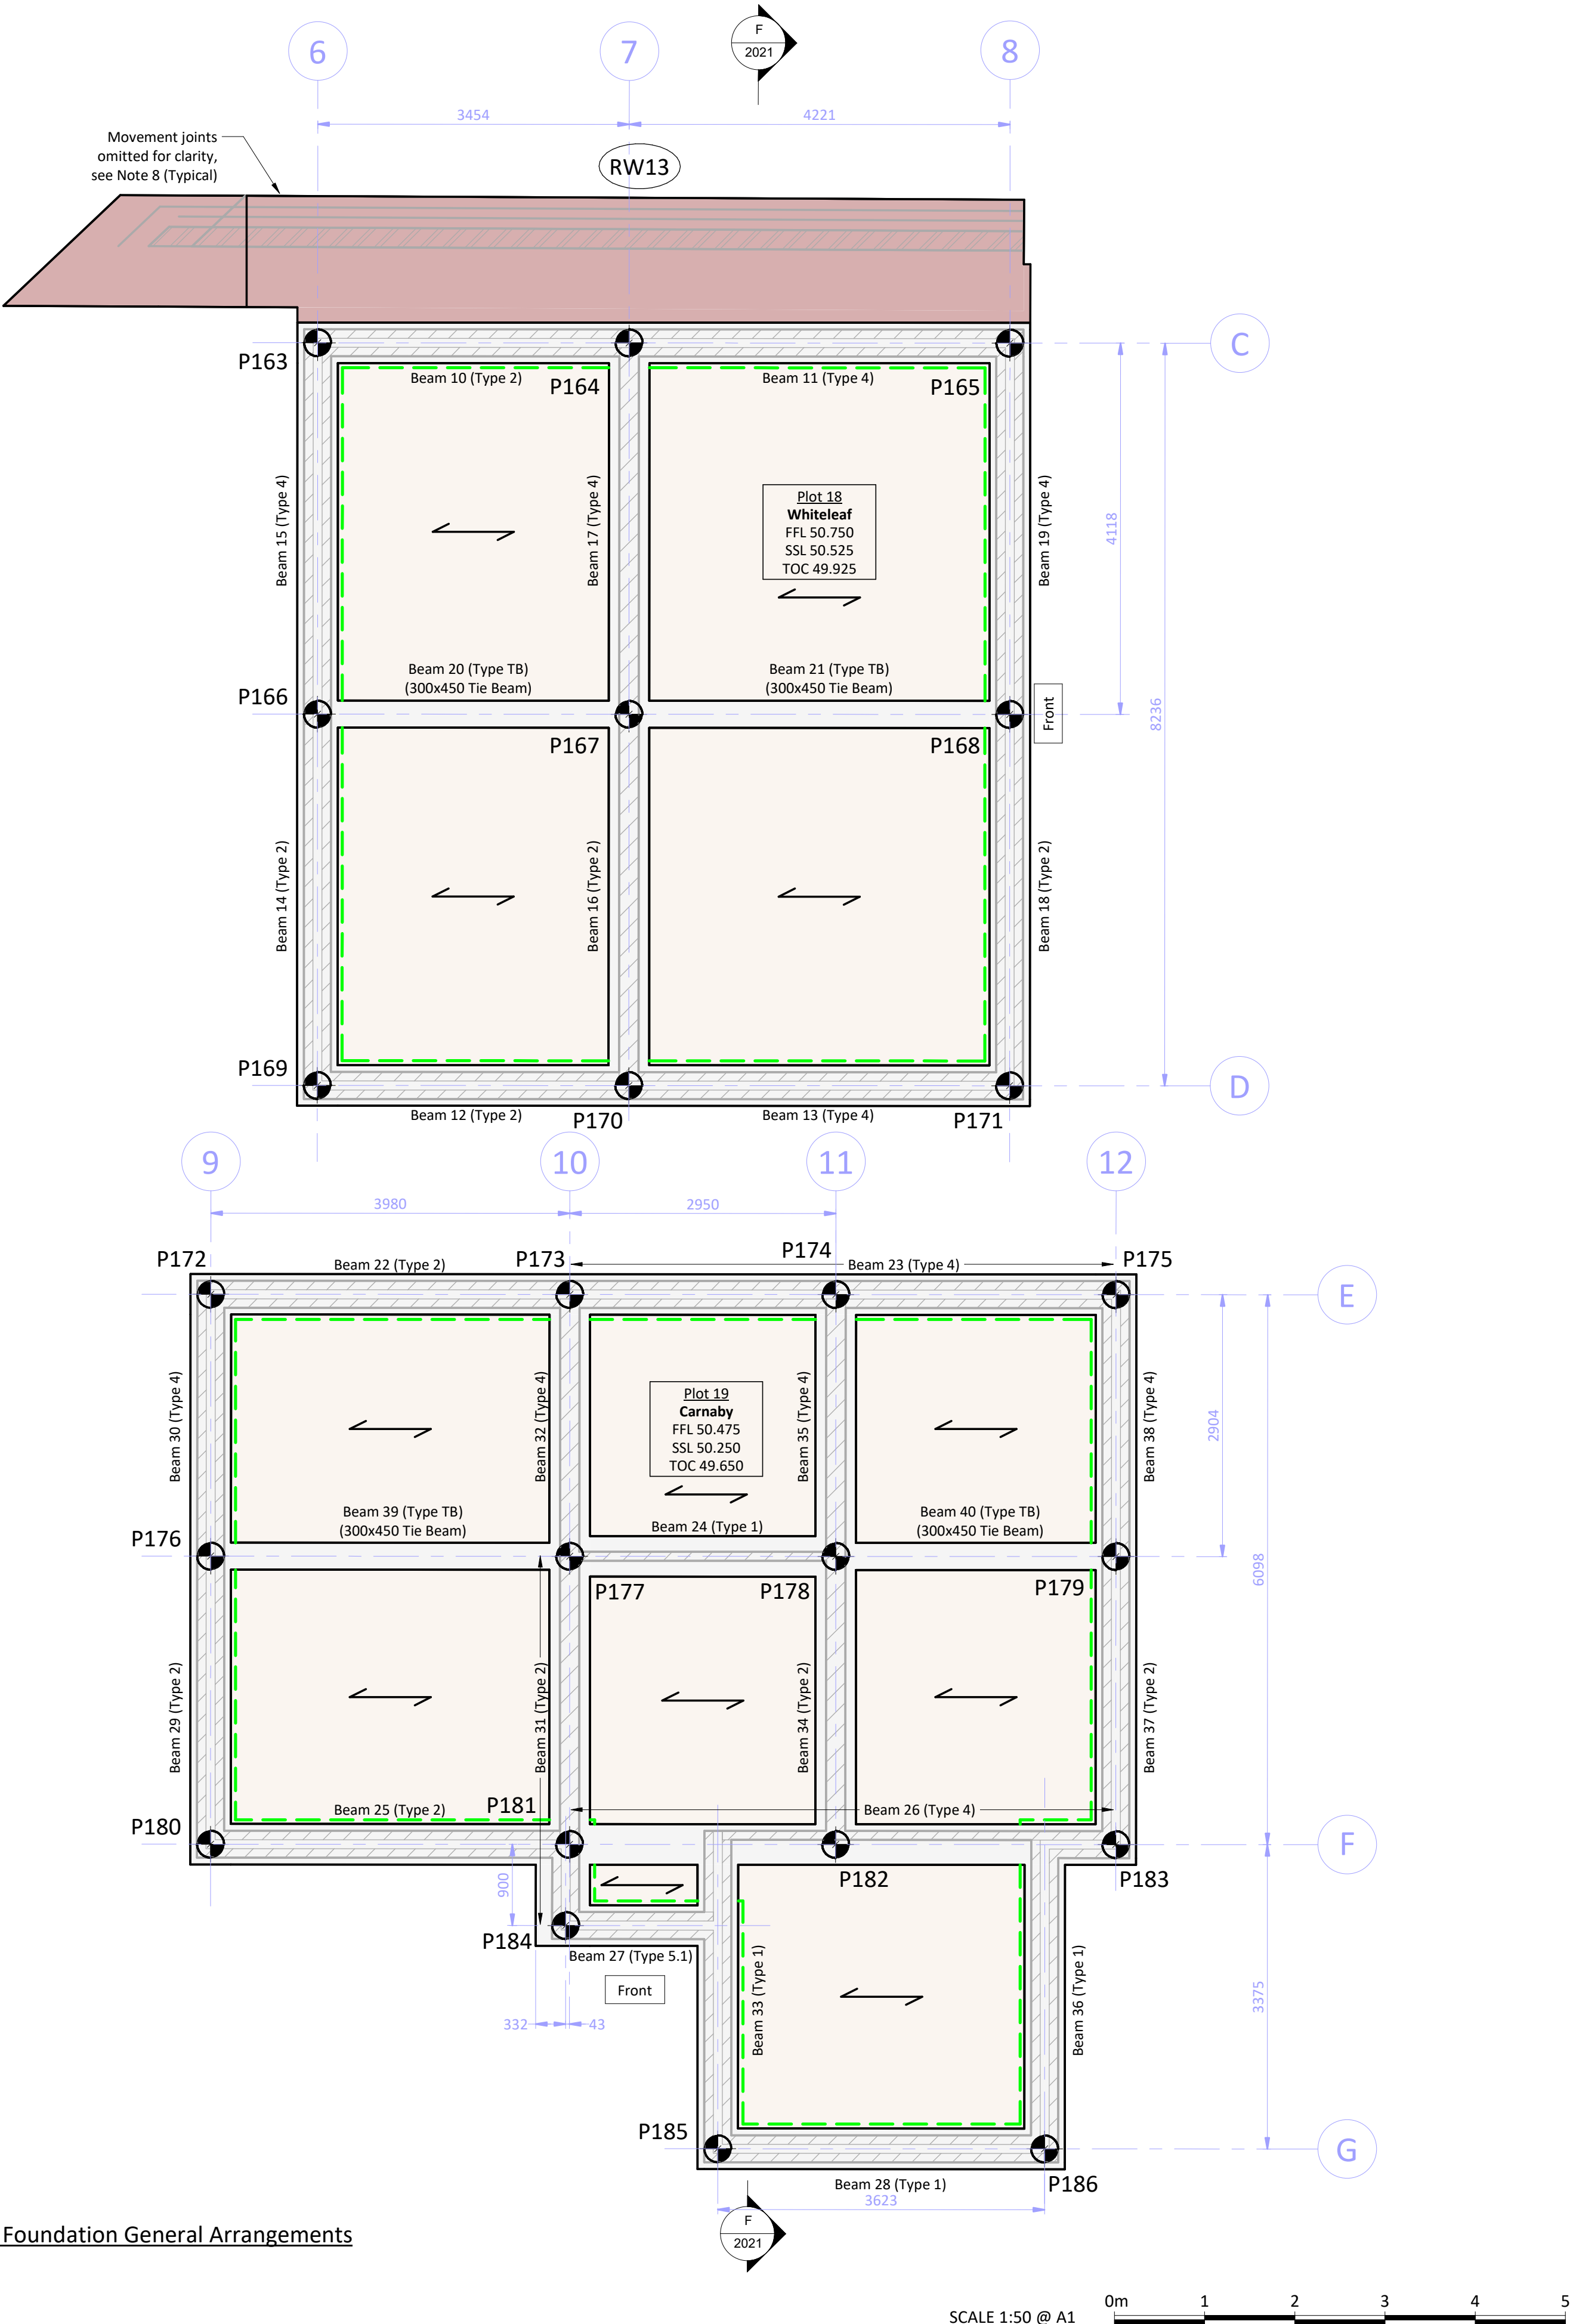 F
2021
6
7
8
3454
4221
Movement joints
omitted for clarity,
see Note 8 (Typical)
RW13
C
P163
Beam 10 (Type 2)
P164
Beam 11 (Type 4)
P165
Beam 15 (Type 4)
Beam 17 (Type 4)
Plot 18
Whiteleaf
FFL 50.750
SSL 50.525
TOC 49.925
Beam 19 (Type 4)
4118
8236
Beam 20 (Type TB)
(300x450 Tie Beam)
Beam 21 (Type TB)
(300x450 Tie Beam)
P166
Front
P167
P168
Beam 14 (Type 2)
Beam 16 (Type 2)
Beam 18 (Type 2)
P169
D
Beam 12 (Type 2)
P170
Beam 13 (Type 4)
P171
9
10
11
12
3980
2950
P172
Beam 22 (Type 2)
P173
P174
Beam 23 (Type 4)
P175
E
Beam 30 (Type 4)
Beam 32 (Type 4)
Plot 19
Carnaby
FFL 50.475
SSL 50.250
TOC 49.650
Beam 35 (Type 4)
Beam 38 (Type 4)
2904
6098
Beam 39 (Type TB)
(300x450 Tie Beam)
Beam 24 (Type 1)
Beam 40 (Type TB)
(300x450 Tie Beam)
P176
P177
P178
P179
Beam 29 (Type 2)
Beam 31 (Type 2)
Beam 34 (Type 2)
Beam 37 (Type 2)
Beam 25 (Type 2)
P181
Beam 26 (Type 4)
P180
F
900
P182
P183
P184
Beam 27 (Type 5.1)
Front
332
43
Beam 33 (Type 1)
Beam 36 (Type 1)
3375
P185
G
Beam 28 (Type 1)
P186
3623
F
2021
Foundation General Arrangements
SCALE 1:50 @ A1
0m
1
2
3
4
5